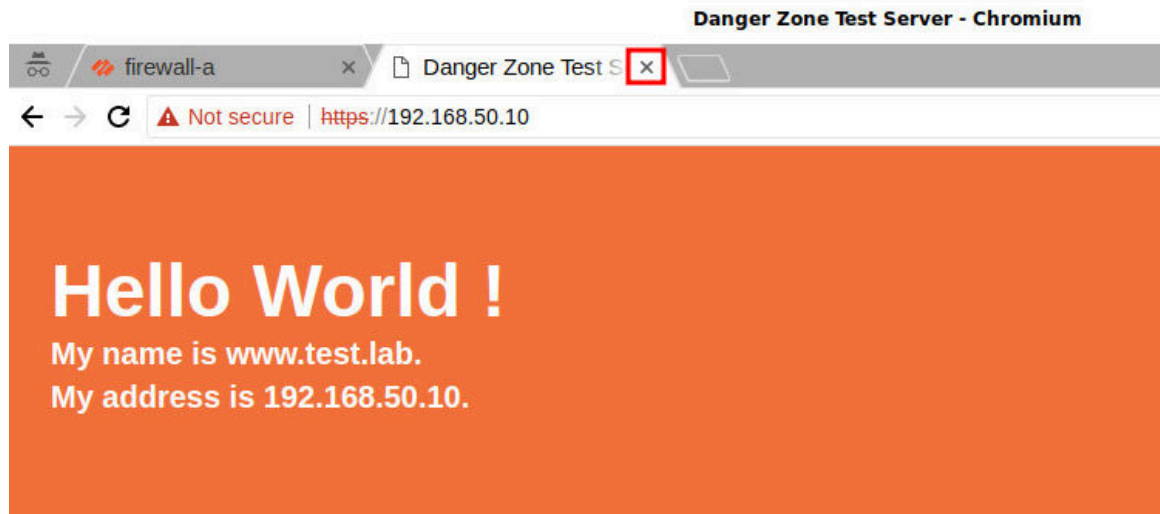 Danger Zone Test Server - Chromium
firewall-a
Danger Zone Test S
Not secure | https://192.168.50.10
Hello World !
My name is www.test.lab.
My address is 192.168.50.10.